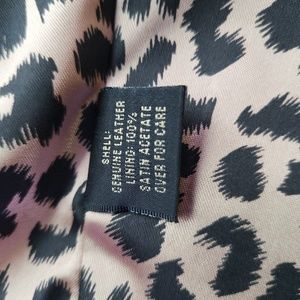 SHELL:
GENUINE LEATHER
LINING: 100%
SATIN ACETATE
OVER FOR CARE